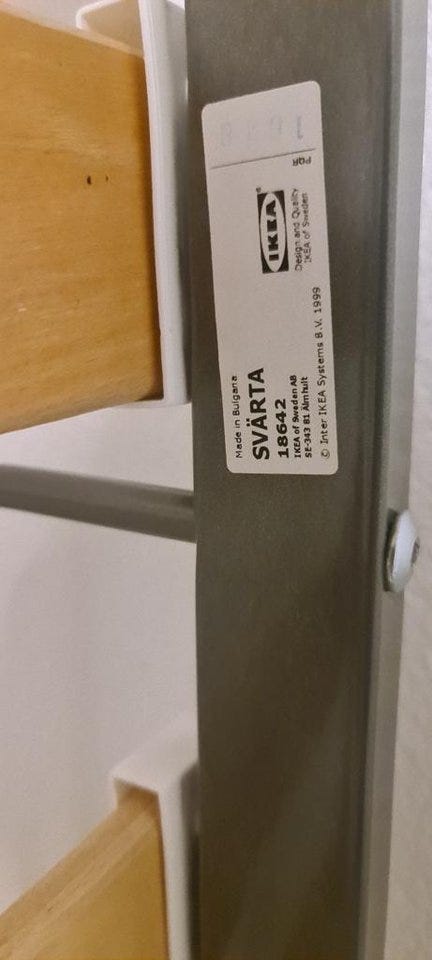 Made in Bulgaria
SVÄRTA
18642
IKEA of Sweden AB
SE-343 81 Älmhult
© Inter IKEA Systems B.V. 1999
IKEA®
Design and Quality
IKEA of Sweden
PQR